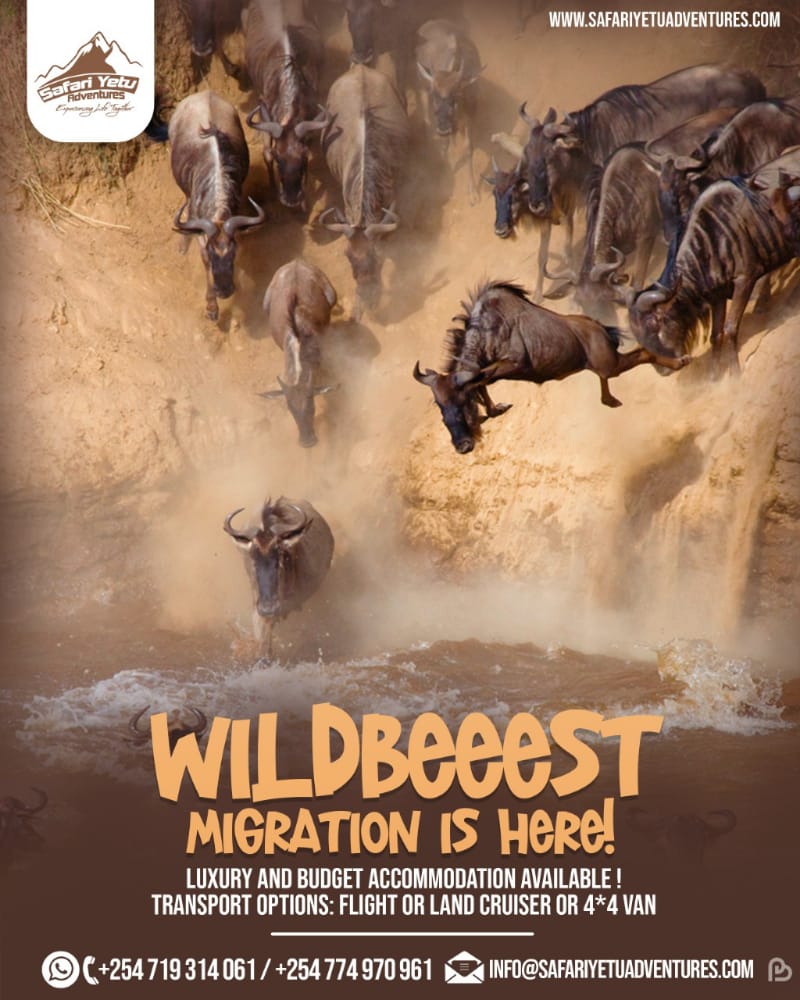 WWW.SAFARIYETUADVENTURES.COM
Safari Yetu
Adventures
Experiencing Life Together
WILDBEEEST
MIGRATION IS HERE!
LUXURY AND BUDGET ACCOMMODATION AVAILABLE !
TRANSPORT OPTIONS: FLIGHT OR LAND CRUISER OR 4*4 VAN
+254 719 314 061 / +254 774 970 961 INFO@SAFARIYETUADVENTURES.COM